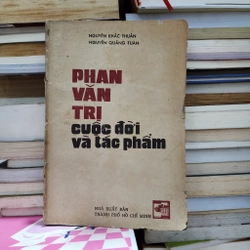 NGUYỄN KHẮC THUẦN
NGUYỄN QUẢNG TUÂN
PHAN
VĂN
TRỊ
cuộc đời
và tác phẩm
NHÀ XUẤT BẢN
THÀNH PHỐ HỒ CHÍ MINH